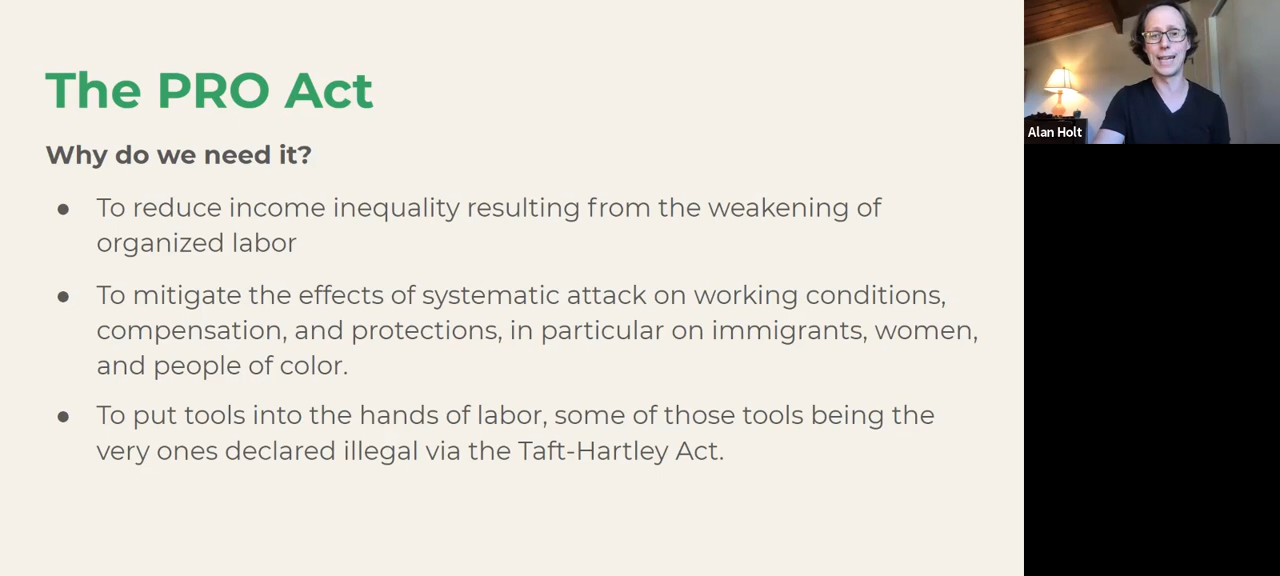 The PRO Act
Why do we need it?
● To reduce income inequality resulting from the weakening of
organized labor
● To mitigate the effects of systematic attack on working conditions,
compensation, and protections, in particular on immigrants, women,
and people of color.
● To put tools into the hands of labor, some of those tools being the
very ones declared illegal via the Taft-Hartley Act.
Alan Holt